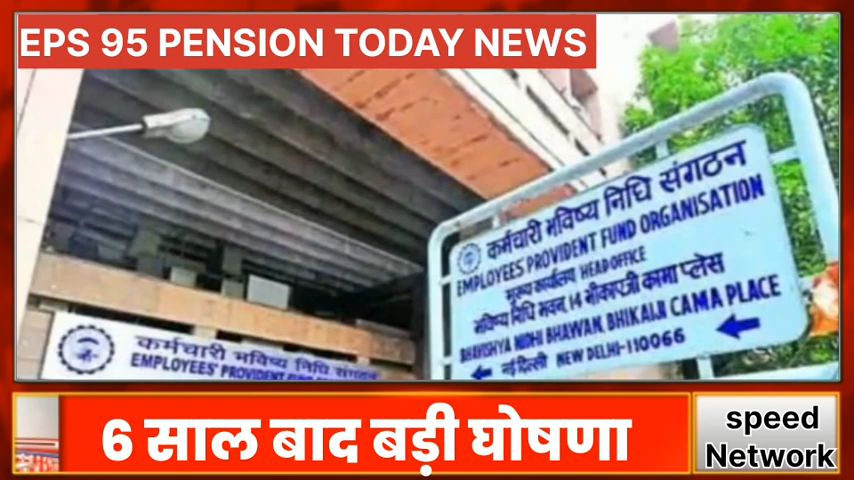 EPS 95 PENSION TODAY NEWS
कर्मचारी भविष्य निधि संगठन
EMPLOYEES' PROVIDENT FUND ORGANISATION
मुख्य कार्यालय HEAD OFFICE
भविष्य निधि भवन, 14 भीकाजी कामा प्लेस
BHAVISHYA NIDHI BHAWAN, BHIKAIJI CAMA PLACE
नई दिल्ली NEW DELHI-110066
कर्मचारी भविष्य निधि संगठन
EMPLOYEES' PROVIDENT FUND
6 साल बाद बड़ी घोषणा
speed
Network